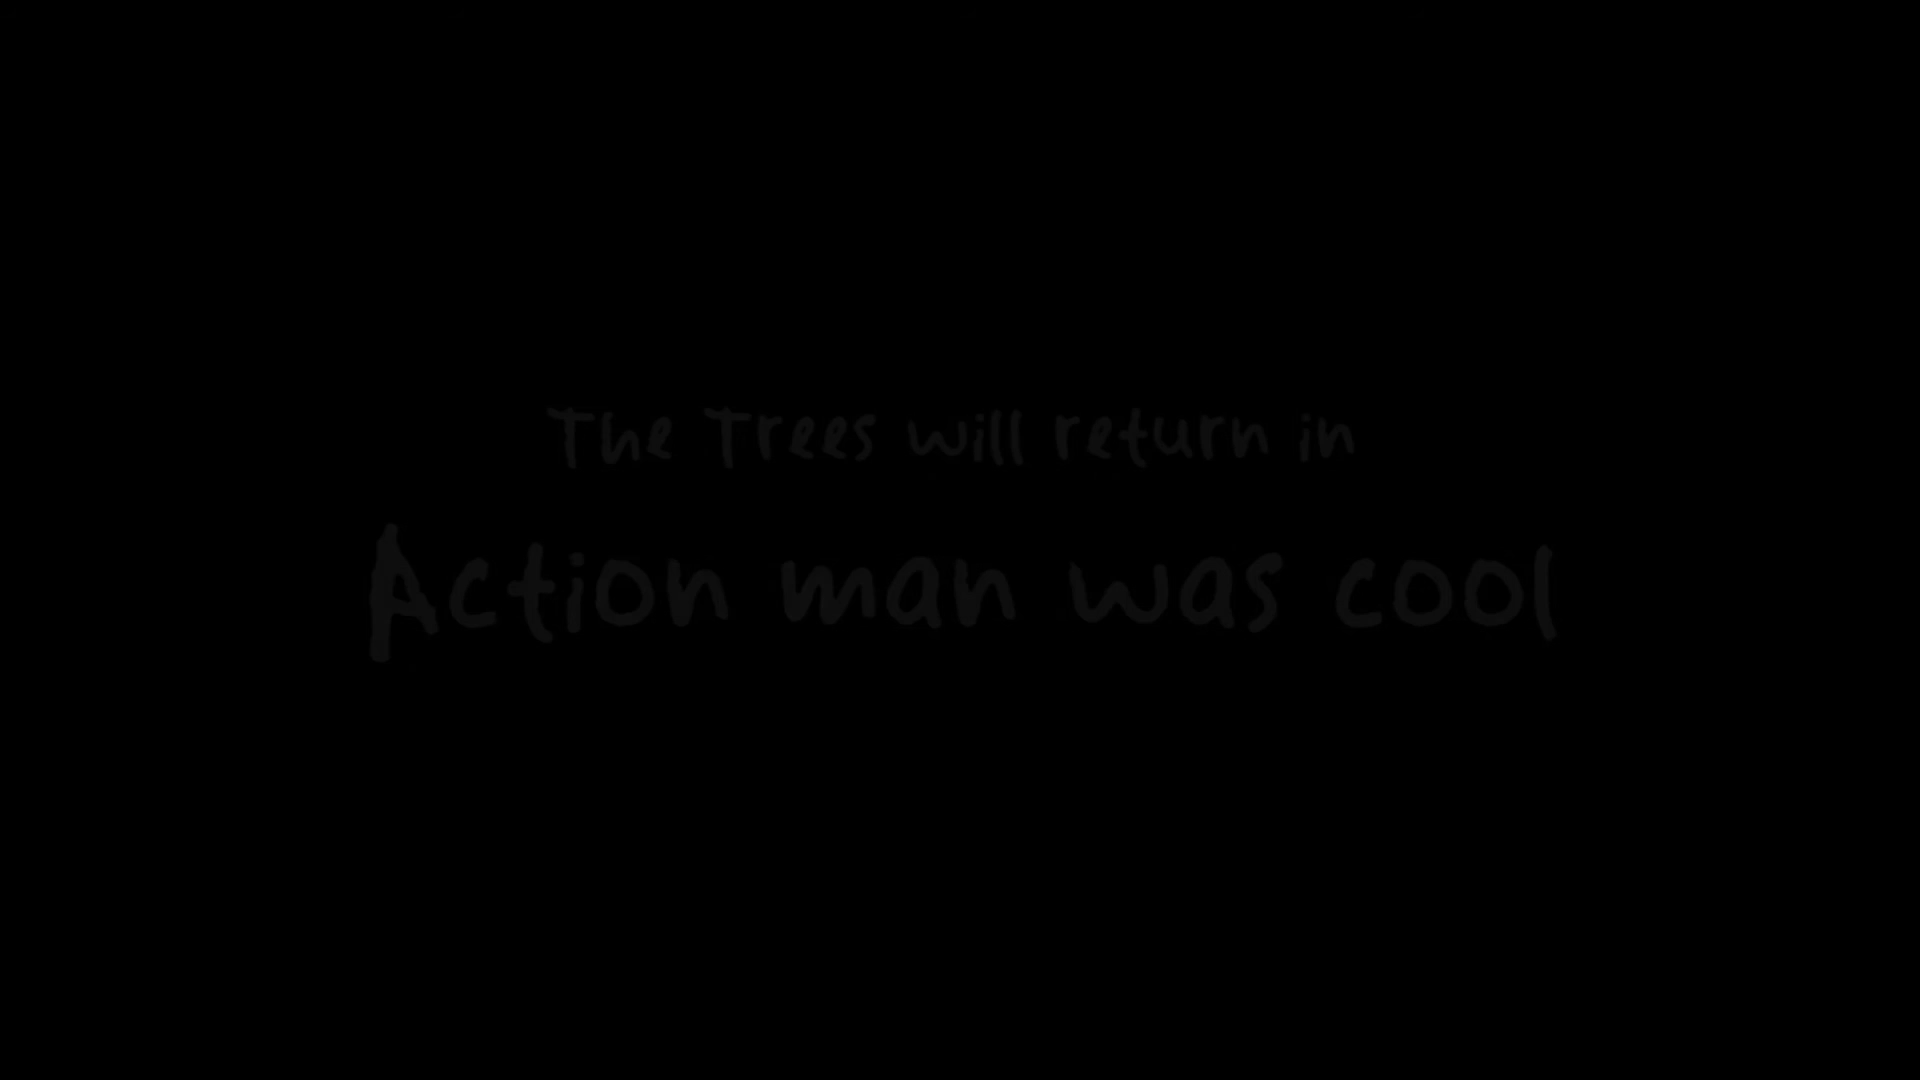 The Trees will return in
Action man was cool